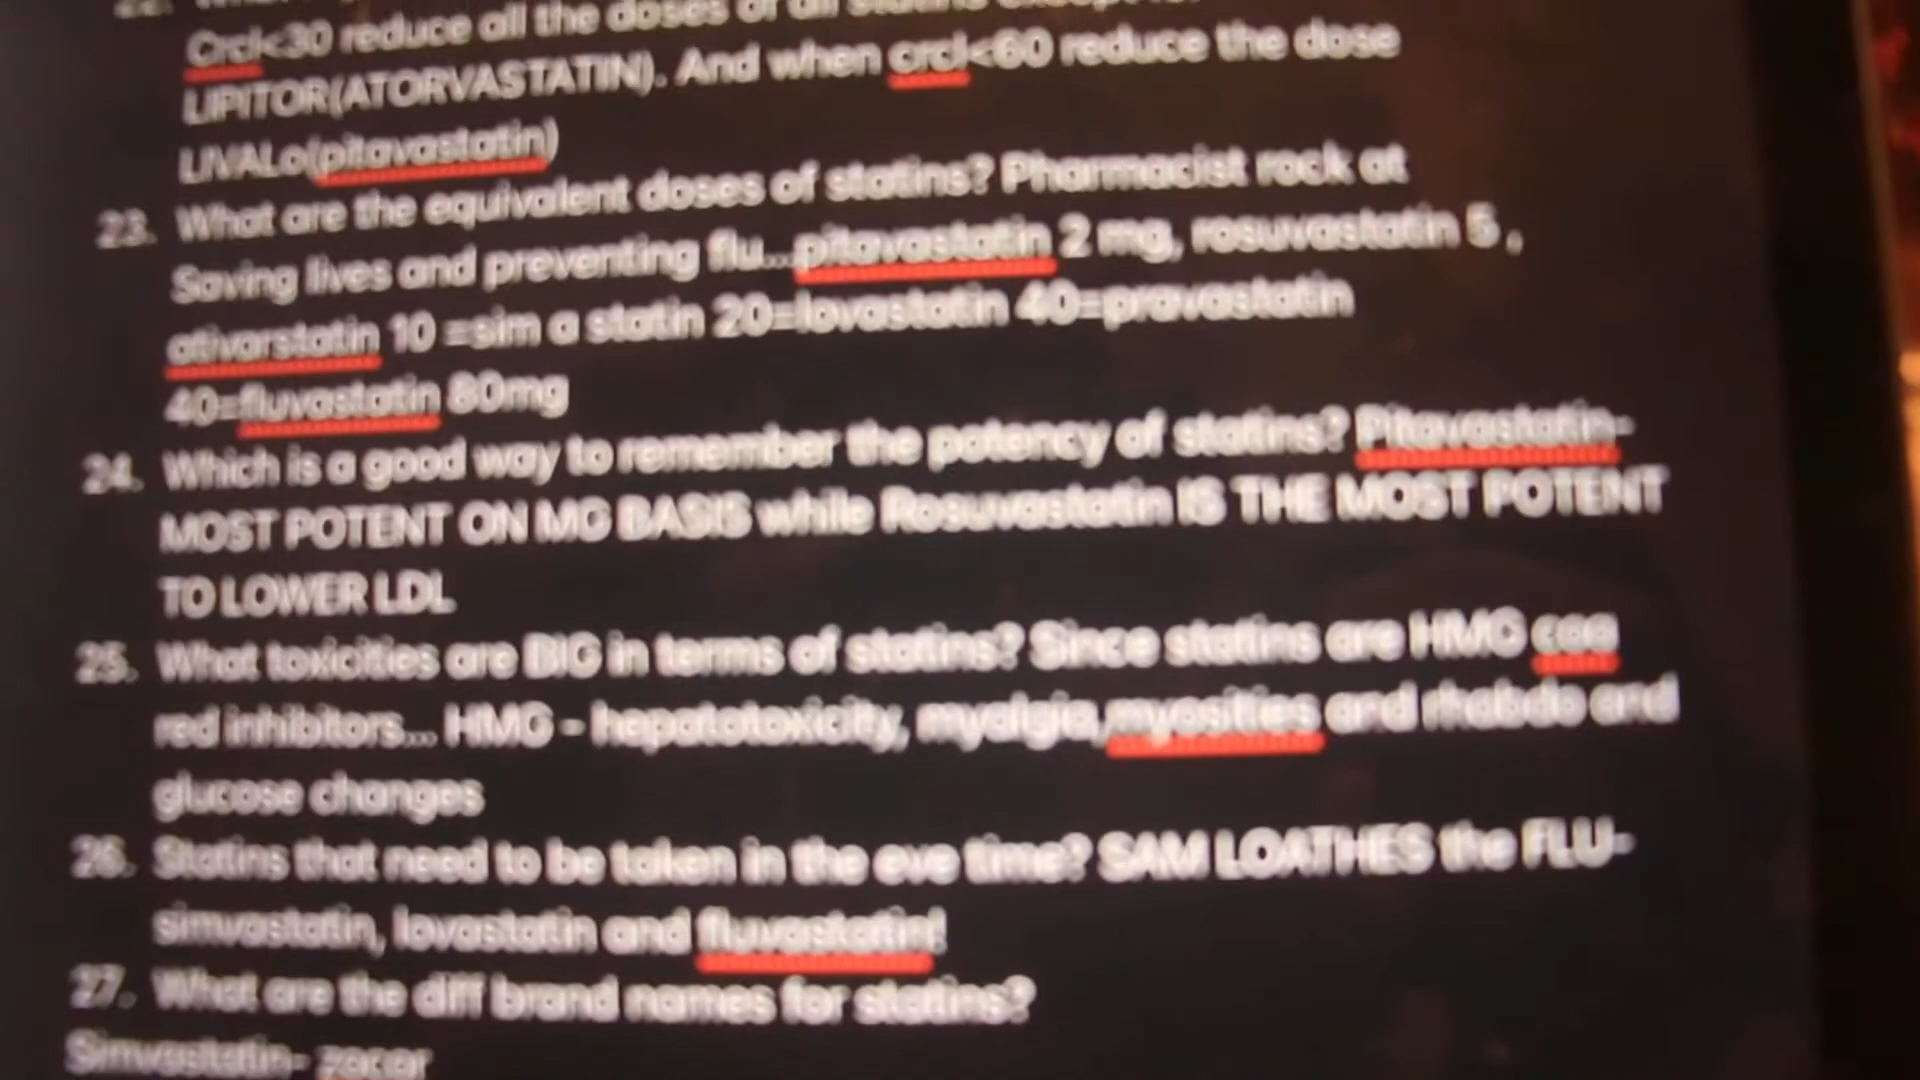 Crcl<30 reduce all the doses of all statins except for
LIPITOR(ATORVASTATIN). And when crcl<60 reduce the dose
LIVALo(pitavastatin)
23. What are the equivalent doses of statins? Pharmacist rock at
Saving lives and preventing flu...pitavastatin 2 mg, rosuvastatin 5 ,
ativarstatin 10 =sim a statin 20=lovastatin 40=pravastatin
40=fluvastatin 80mg
24. Which is a good way to remember the potency of statins? Pitavastatin-
MOST POTENT ON MG BASIS while Rosuvastatin IS THE MOST POTENT
TO LOWER LDL
25. What toxicities are BIG in terms of statins? Since statins are HMG coa
red inhibitors... HMG - hepatotoxicity, myalgia,myosities and rhabdo and
glucose changes
26. Statins that need to be taken in the eve time? SAM LOATHES the FLU-
simvastatin, lovastatin and fluvastatin!
27. What are the diff brand names for statins?
Simvastatin- zocor